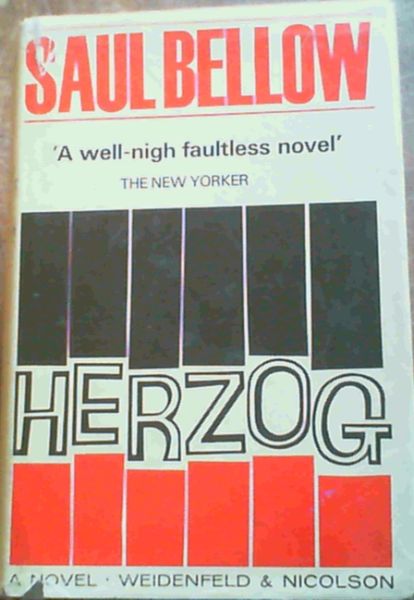 SAUL BELLOW
'A well-nigh faultless novel'
THE NEW YORKER
HERZOG
A NOVEL · WEIDENFELD & NICOLSON